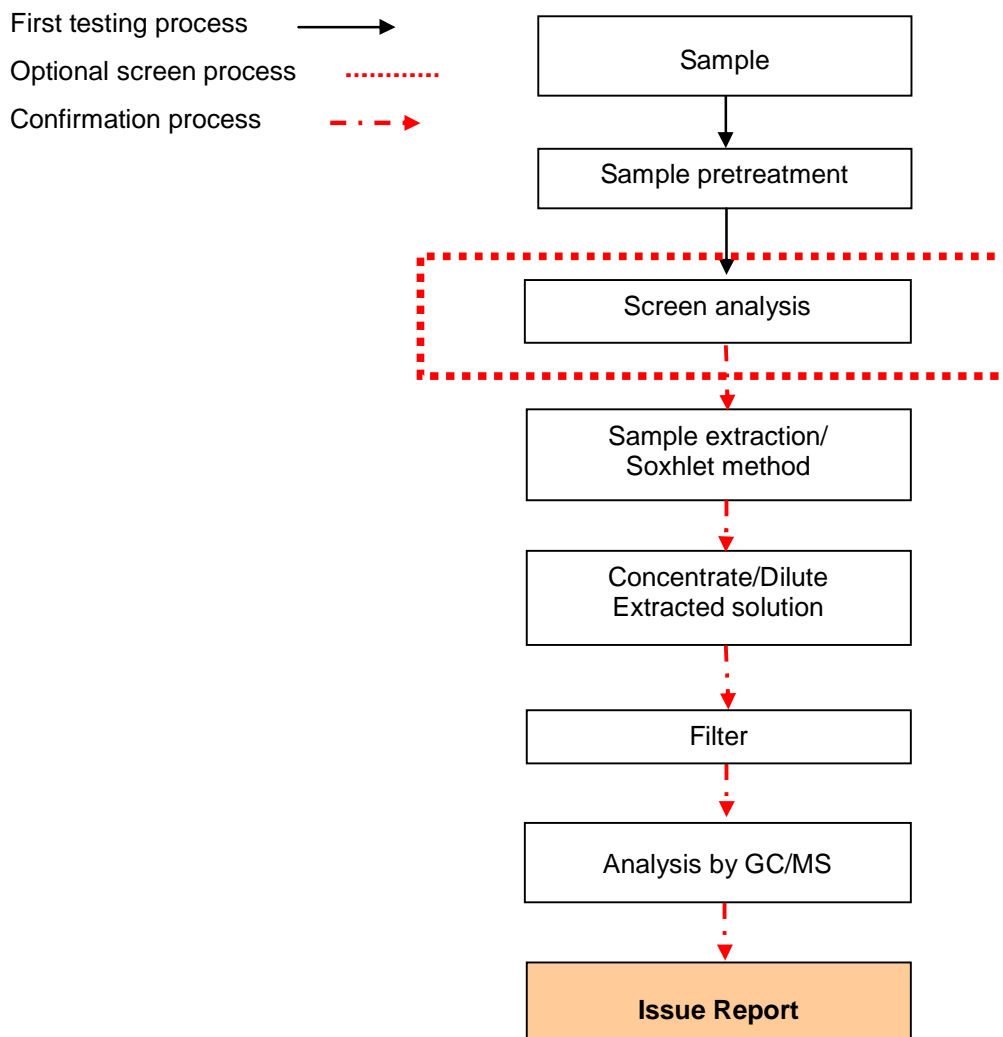 First testing process
Optional screen process
Confirmation process
Sample
Sample pretreatment
Screen analysis
Sample extraction/
Soxhlet method
Concentrate/Dilute
Extracted solution
Filter
Analysis by GC/MS
Issue Report